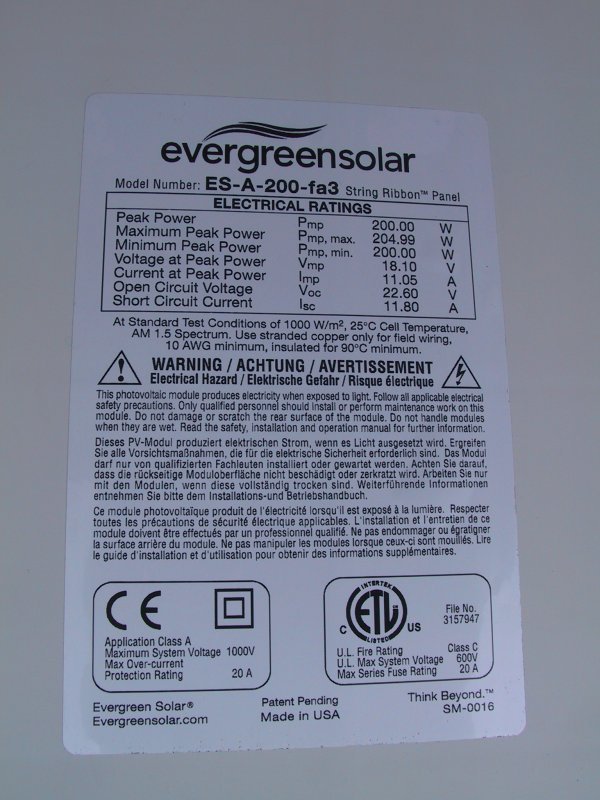 evergreensolar
Model Number: ES-A-200-fa3 String Ribbon™ Panel
ELECTRICAL RATINGS
Peak Power Pmp 200.00 W
Maximum Peak Power Pmp, max. 204.99 W
Minimum Peak Power Pmp, min. 200.00 W
Voltage at Peak Power Vmp 18.10 V
Current at Peak Power Imp 11.05 A
Open Circuit Voltage Voc 22.60 V
Short Circuit Current Isc 11.80 A
At Standard Test Conditions of 1000 W/m², 25°C Cell Temperature,
AM 1.5 Spectrum. Use stranded copper only for field wiring,
10 AWG minimum, insulated for 90°C minimum.
WARNING / ACHTUNG / AVERTISSEMENT
Electrical Hazard / Elektrische Gefahr / Risque électrique
This photovoltaic module produces electricity when exposed to light. Follow all applicable electrical
safety precautions. Only qualified personnel should install or perform maintenance work on this
module. Do not damage or scratch the rear surface of the module. Do not handle modules
when they are wet. Read the safety, installation and operation manual for further information.
Dieses PV-Modul produziert elektrischen Strom, wenn es Licht ausgesetzt wird. Ergreifen
Sie alle Vorsichtsmaßnahmen, die für die elektrische Sicherheit erforderlich sind. Das Modul
darf nur von qualifizierten Fachleuten installiert oder gewartet werden. Achten Sie darauf,
dass die rückseitige Moduloberfläche nicht beschädigt oder zerkratzt wird. Arbeiten Sie nur
mit den Modulen, wenn diese vollständig trocken sind. Weiterführende Informationen
entnehmen Sie bitte dem Installations-und Betriebshandbuch.
Ce module photovoltaïque produit de l'électricité lorsqu'il est exposé à la lumière. Respecter
toutes les précautions de sécurité électrique applicables. L'installation et l'entretien de ce
module doivent être effectués par un professionnel qualifié. Ne pas endommager ou égratigner
la surface arrière du module. Ne pas manipuler les modules lorsque ceux-ci sont mouillés. Lire
le guide d'installation et d'utilisation pour obtenir des informations supplémentaires.
CE
Application Class A
Maximum System Voltage 1000V
Max Over-current
Protection Rating 20 A
INTERTEK
C ETL US
LISTED
File No.
3157947
U.L. Fire Rating Class C
U.L. Max System Voltage 600V
Max Series Fuse Rating 20 A
Evergreen Solar®
Evergreensolar.com
Patent Pending
Made in USA
Think Beyond.™
SM-0016